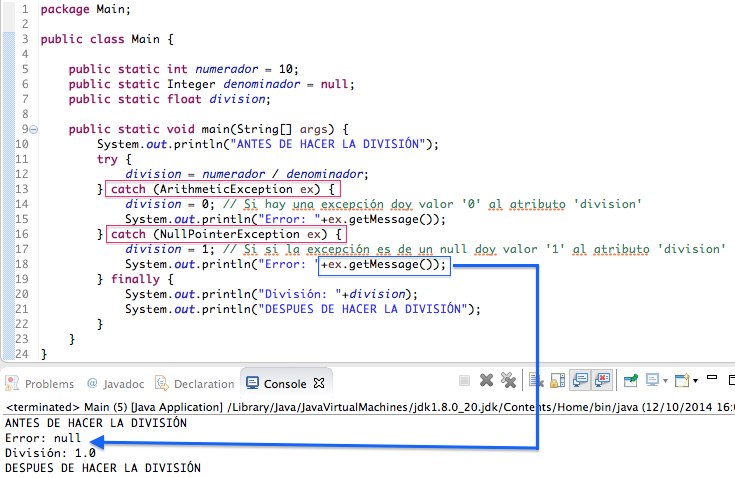 1 package Main;
2
3 public class Main {
4
5 public static int numerador = 10;
6 public static Integer denominador = null;
7 public static float division;
8
9 public static void main(String[] args) {
10 System.out.println("ANTES DE HACER LA DIVISIÓN");
11 try {
12 division = numerador / denominador;
13 } catch (ArithmeticException ex) {
14 division = 0; // Si hay una excepción doy valor '0' al atributo 'division'
15 System.out.println("Error: "+ex.getMessage());
16 } catch (NullPointerException ex) {
17 division = 1; // Si si la excepción es de un null doy valor '1' al atributo 'division'
18 System.out.println("Error: "+ex.getMessage());
19 } finally {
20 System.out.println("División: "+division);
21 System.out.println("DESPUES DE HACER LA DIVISIÓN");
22 }
23 }
24 }
Problems @ Javadoc Declaration Console
<terminated> Main (5) [Java Application] /Library/Java/JavaVirtualMachines/jdk1.8.0_20.jdk/Contents/Home/bin/java (12/10/2014 16:
ANTES DE HACER LA DIVISIÓN
Error: null
División: 1.0
DESPUES DE HACER LA DIVISIÓN